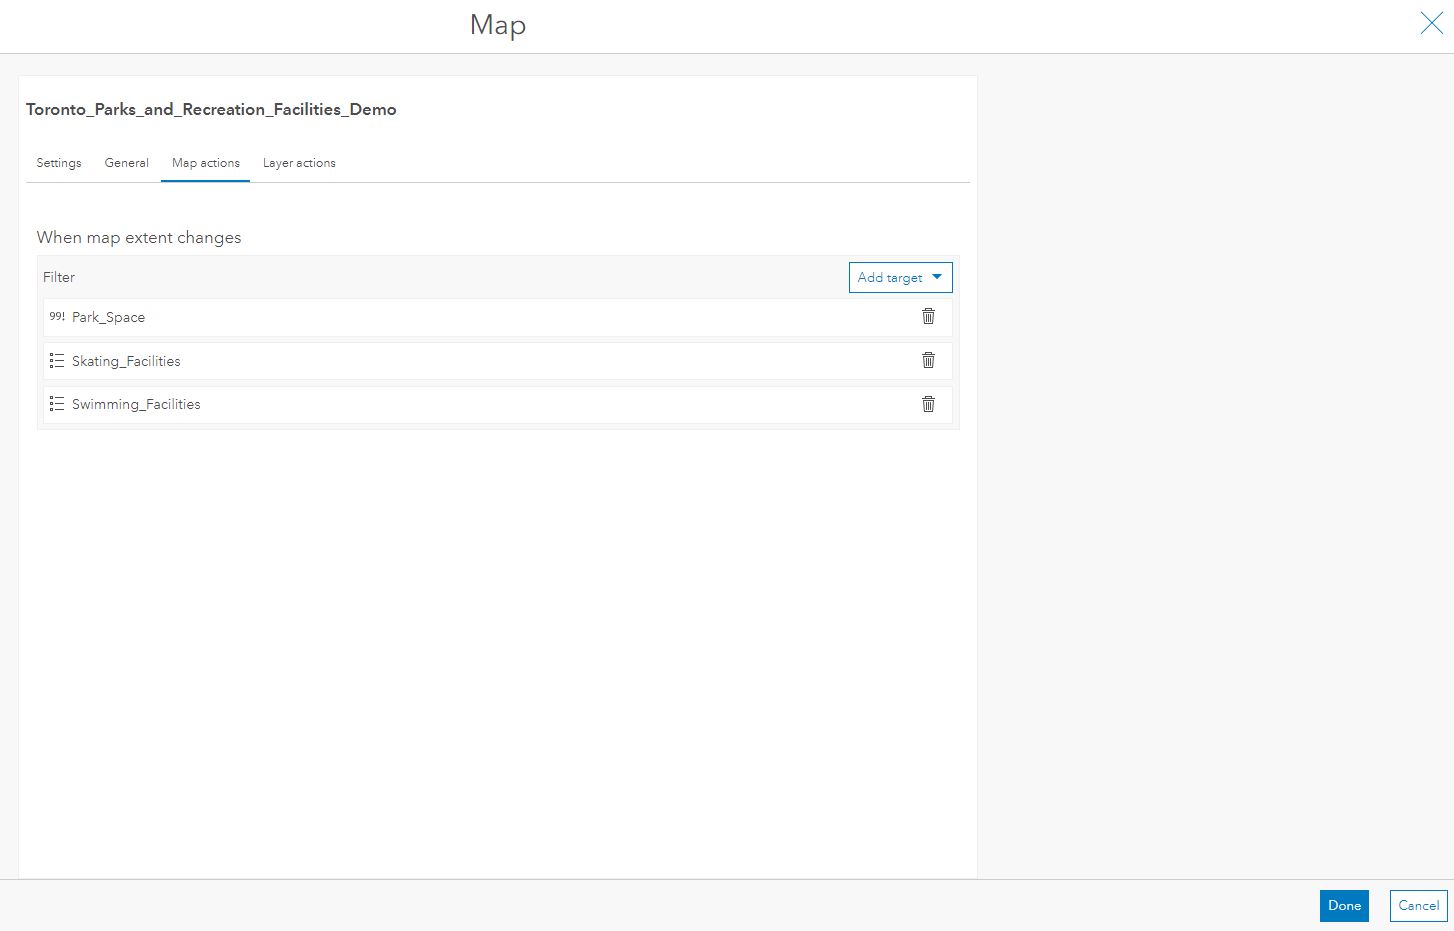 Map
Toronto_Parks_and_Recreation_Facilities_Demo
Settings General Map actions Layer actions
When map extent changes
Filter Add target
99! Park_Space
Skating_Facilities
Swimming_Facilities
Done Cancel